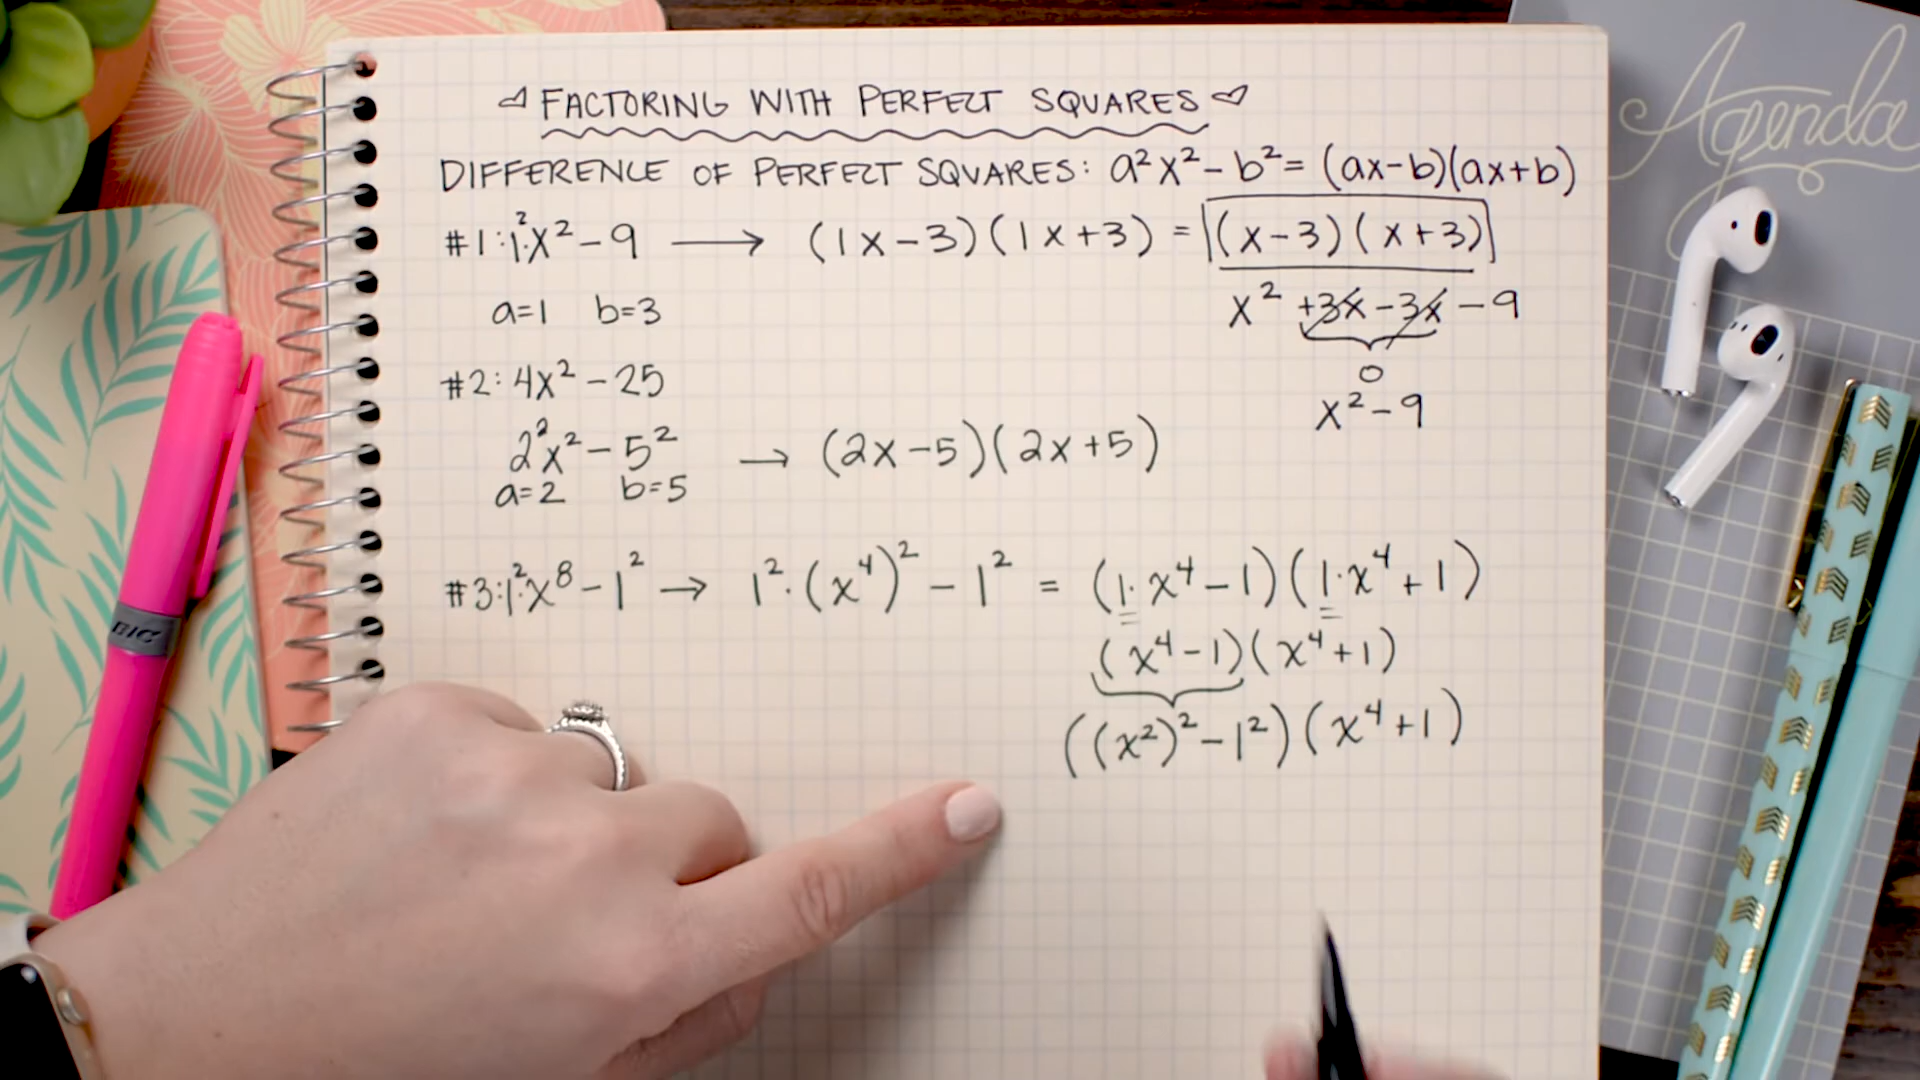 ♡ FACTORING WITH PERFECT SQUARES ♡
DIFFERENCE OF PERFECT SQUARES: a²x² - b² = (ax-b)(ax+b)
#1: 1²·x² - 9 ⟶ (1x-3)(1x+3) = (x-3)(x+3)
x² +3x -3x -9
a=1 b=3
0
x² - 9
#2: 4x² - 25
2²x² - 5² → (2x-5)(2x+5)
a=2 b=5
#3: 1²·x⁸ - 1² → 1²·(x⁴)² - 1² = (1·x⁴-1)(1·x⁴+1)
(x⁴-1)(x⁴+1)
((x²)²-1²)(x⁴+1)
BIC
Agenda